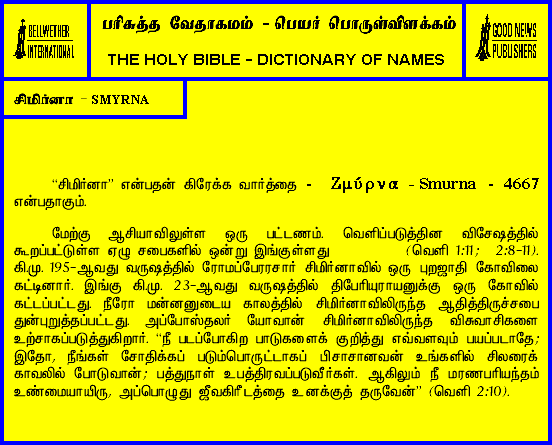 BELLWETHER
INTERNATIONAL
பரிசுத்த வேதாகமம் - பெயர் பொருள்விளக்கம்
THE HOLY BIBLE - DICTIONARY OF NAMES
GOOD NEWS
PUBLISHERS
சிமிர்னா - SMYRNA
“சிமிர்னா” என்பதன் கிரேக்க வார்த்தை - Ζμύρνα - Smurna - 4667
என்பதாகும்.
மேற்கு ஆசியாவிலுள்ள ஒரு பட்டணம். வெளிப்படுத்தின விசேஷத்தில்
கூறப்பட்டுள்ள ஏழு சபைகளில் ஒன்று இங்குள்ளது (வெளி 1:11; 2:8-11).
கி.மு. 195-ஆவது வருஷத்தில் ரோமப்பேரரசார் சிமிர்னாவில் ஒரு புறஜாதி கோவிலை
கட்டினார். இங்கு கி.மு. 23-ஆவது வருஷத்தில் திபேரியுராயனுக்கு ஒரு கோவில்
கட்டப்பட்டது. நீரோ மன்னனுடைய காலத்தில் சிமிர்னாவிலிருந்த ஆதித்திருச்சபை
துன்புறுத்தப்பட்டது. அப்போஸ்தலர் யோவான் சிமிர்னாவிலிருந்த விசுவாசிகளை
உற்சாகப்படுத்துகிறார். “நீ படப்போகிற பாடுகளைக் குறித்து எவ்வளவும் பயப்படாதே;
இதோ, நீங்கள் சோதிக்கப் படும்பொருட்டாகப் பிசாசானவன் உங்களில் சிலரைக்
காவலில் போடுவான்; பத்துநாள் உபத்திரவப்படுவீர்கள். ஆகிலும் நீ மரணபரியந்தம்
உண்மையாயிரு, அப்பொழுது ஜீவகிரீடத்தை உனக்குத் தருவேன்” (வெளி 2:10).